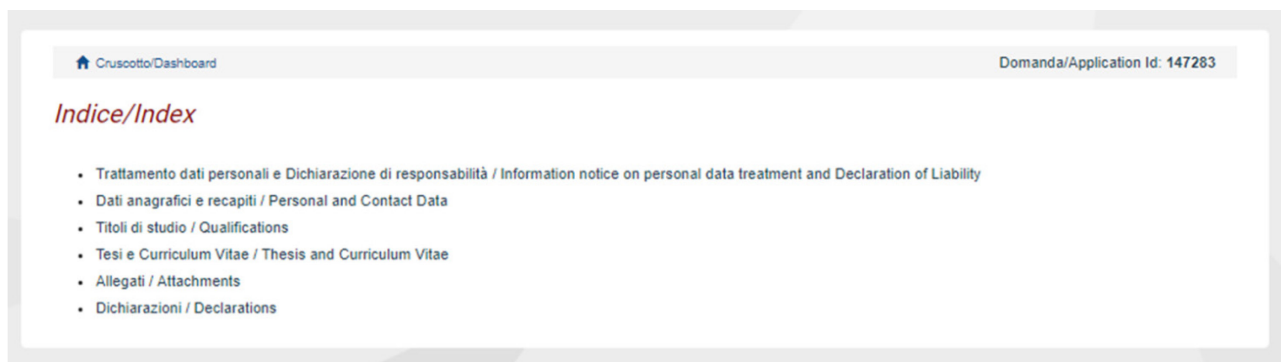 Cruscotto/Dashboard Domanda/Application Id: 147283
Indice/Index
Trattamento dati personali e Dichiarazione di responsabilità / Information notice on personal data treatment and Declaration of Liability
Dati anagrafici e recapiti / Personal and Contact Data
Titoli di studio / Qualifications
Tesi e Curriculum Vitae / Thesis and Curriculum Vitae
Allegati / Attachments
Dichiarazioni / Declarations